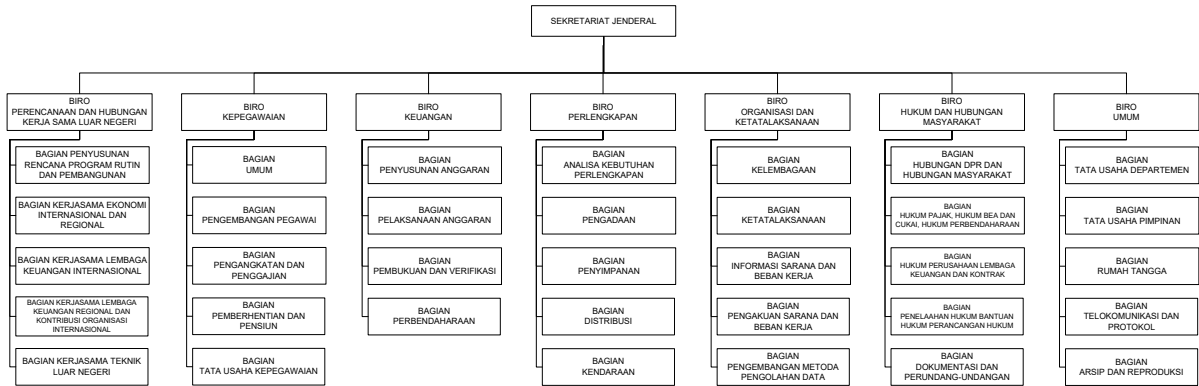 SEKRETARIAT JENDERAL
BIRO
PERENCANAAN DAN HUBUNGAN
KERJA SAMA LUAR NEGERI
BAGIAN PENYUSUNAN
RENCANA PROGRAM RUTIN
DAN PEMBANGUNAN
BAGIAN KERJASAMA EKONOMI
INTERNASIONAL DAN
REGIONAL
BAGIAN KERJASAMA LEMBAGA
KEUANGAN INTERNASIONAL
BAGIAN KERJASAMA LEMBAGA
KEUANGAN REGIONAL DAN
KONTRIBUSI ORGANISASI
INTERNASIONAL
BAGIAN KERJASAMA TEKNIK
LUAR NEGERI
BIRO
KEPEGAWAIAN
BAGIAN
UMUM
BAGIAN
PENGEMBANGAN PEGAWAI
BAGIAN
PENGANGKATAN DAN
PENGGAJIAN
BAGIAN
PEMBERHENTIAN DAN
PENSIUN
BAGIAN
TATA USAHA KEPEGAWAIAN
BIRO
KEUANGAN
BAGIAN
PENYUSUNAN ANGGARAN
BAGIAN
PELAKSANAAN ANGGARAN
BAGIAN
PEMBUKUAN DAN VERIFIKASI
BAGIAN
PERBENDAHARAAN
BIRO
PERLENGKAPAN
BAGIAN
ANALISA KEBUTUHAN
PERLENGKAPAN
BAGIAN
PENGADAAN
BAGIAN
PENYIMPANAN
BAGIAN
DISTRIBUSI
BAGIAN
KENDARAAN
BIRO
ORGANISASI DAN
KETATALAKSANAAN
BAGIAN
KELEMBAGAAN
BAGIAN
KETATALAKSANAAN
BAGIAN
INFORMASI SARANA DAN
BEBAN KERJA
BAGIAN
PENGAKUAN SARANA DAN
BEBAN KERJA
BAGIAN
PENGEMBANGAN METODA
PENGOLAHAN DATA
BIRO
HUKUM DAN HUBUNGAN
MASYARAKAT
BAGIAN
HUBUNGAN DPR DAN
HUBUNGAN MASYARAKAT
BAGIAN
HUKUM PAJAK, HUKUM BEA DAN
CUKAI, HUKUM PERBENDAHARAAN
BAGIAN
HUKUM PERUSAHAAN LEMBAGA
KEUANGAN DAN KONTRAK
BAGIAN
PENELAAHAN HUKUM BANTUAN
HUKUM PERANCANGAN HUKUM
BAGIAN
DOKUMENTASI DAN
PERUNDANG-UNDANGAN
BIRO
UMUM
BAGIAN
TATA USAHA DEPARTEMEN
BAGIAN
TATA USAHA PIMPINAN
BAGIAN
RUMAH TANGGA
BAGIAN
TELOKOMUNIKASI DAN
PROTOKOL
BAGIAN
ARSIP DAN REPRODUKSI